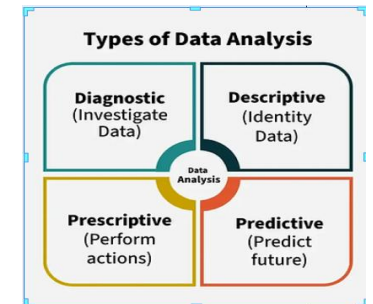 Types of Data Analysis
Diagnostic
(Investigate
Data)
Descriptive
(Identity
Data)
Data
Analysis
Prescriptive
(Perform
actions)
Predictive
(Predict
future)